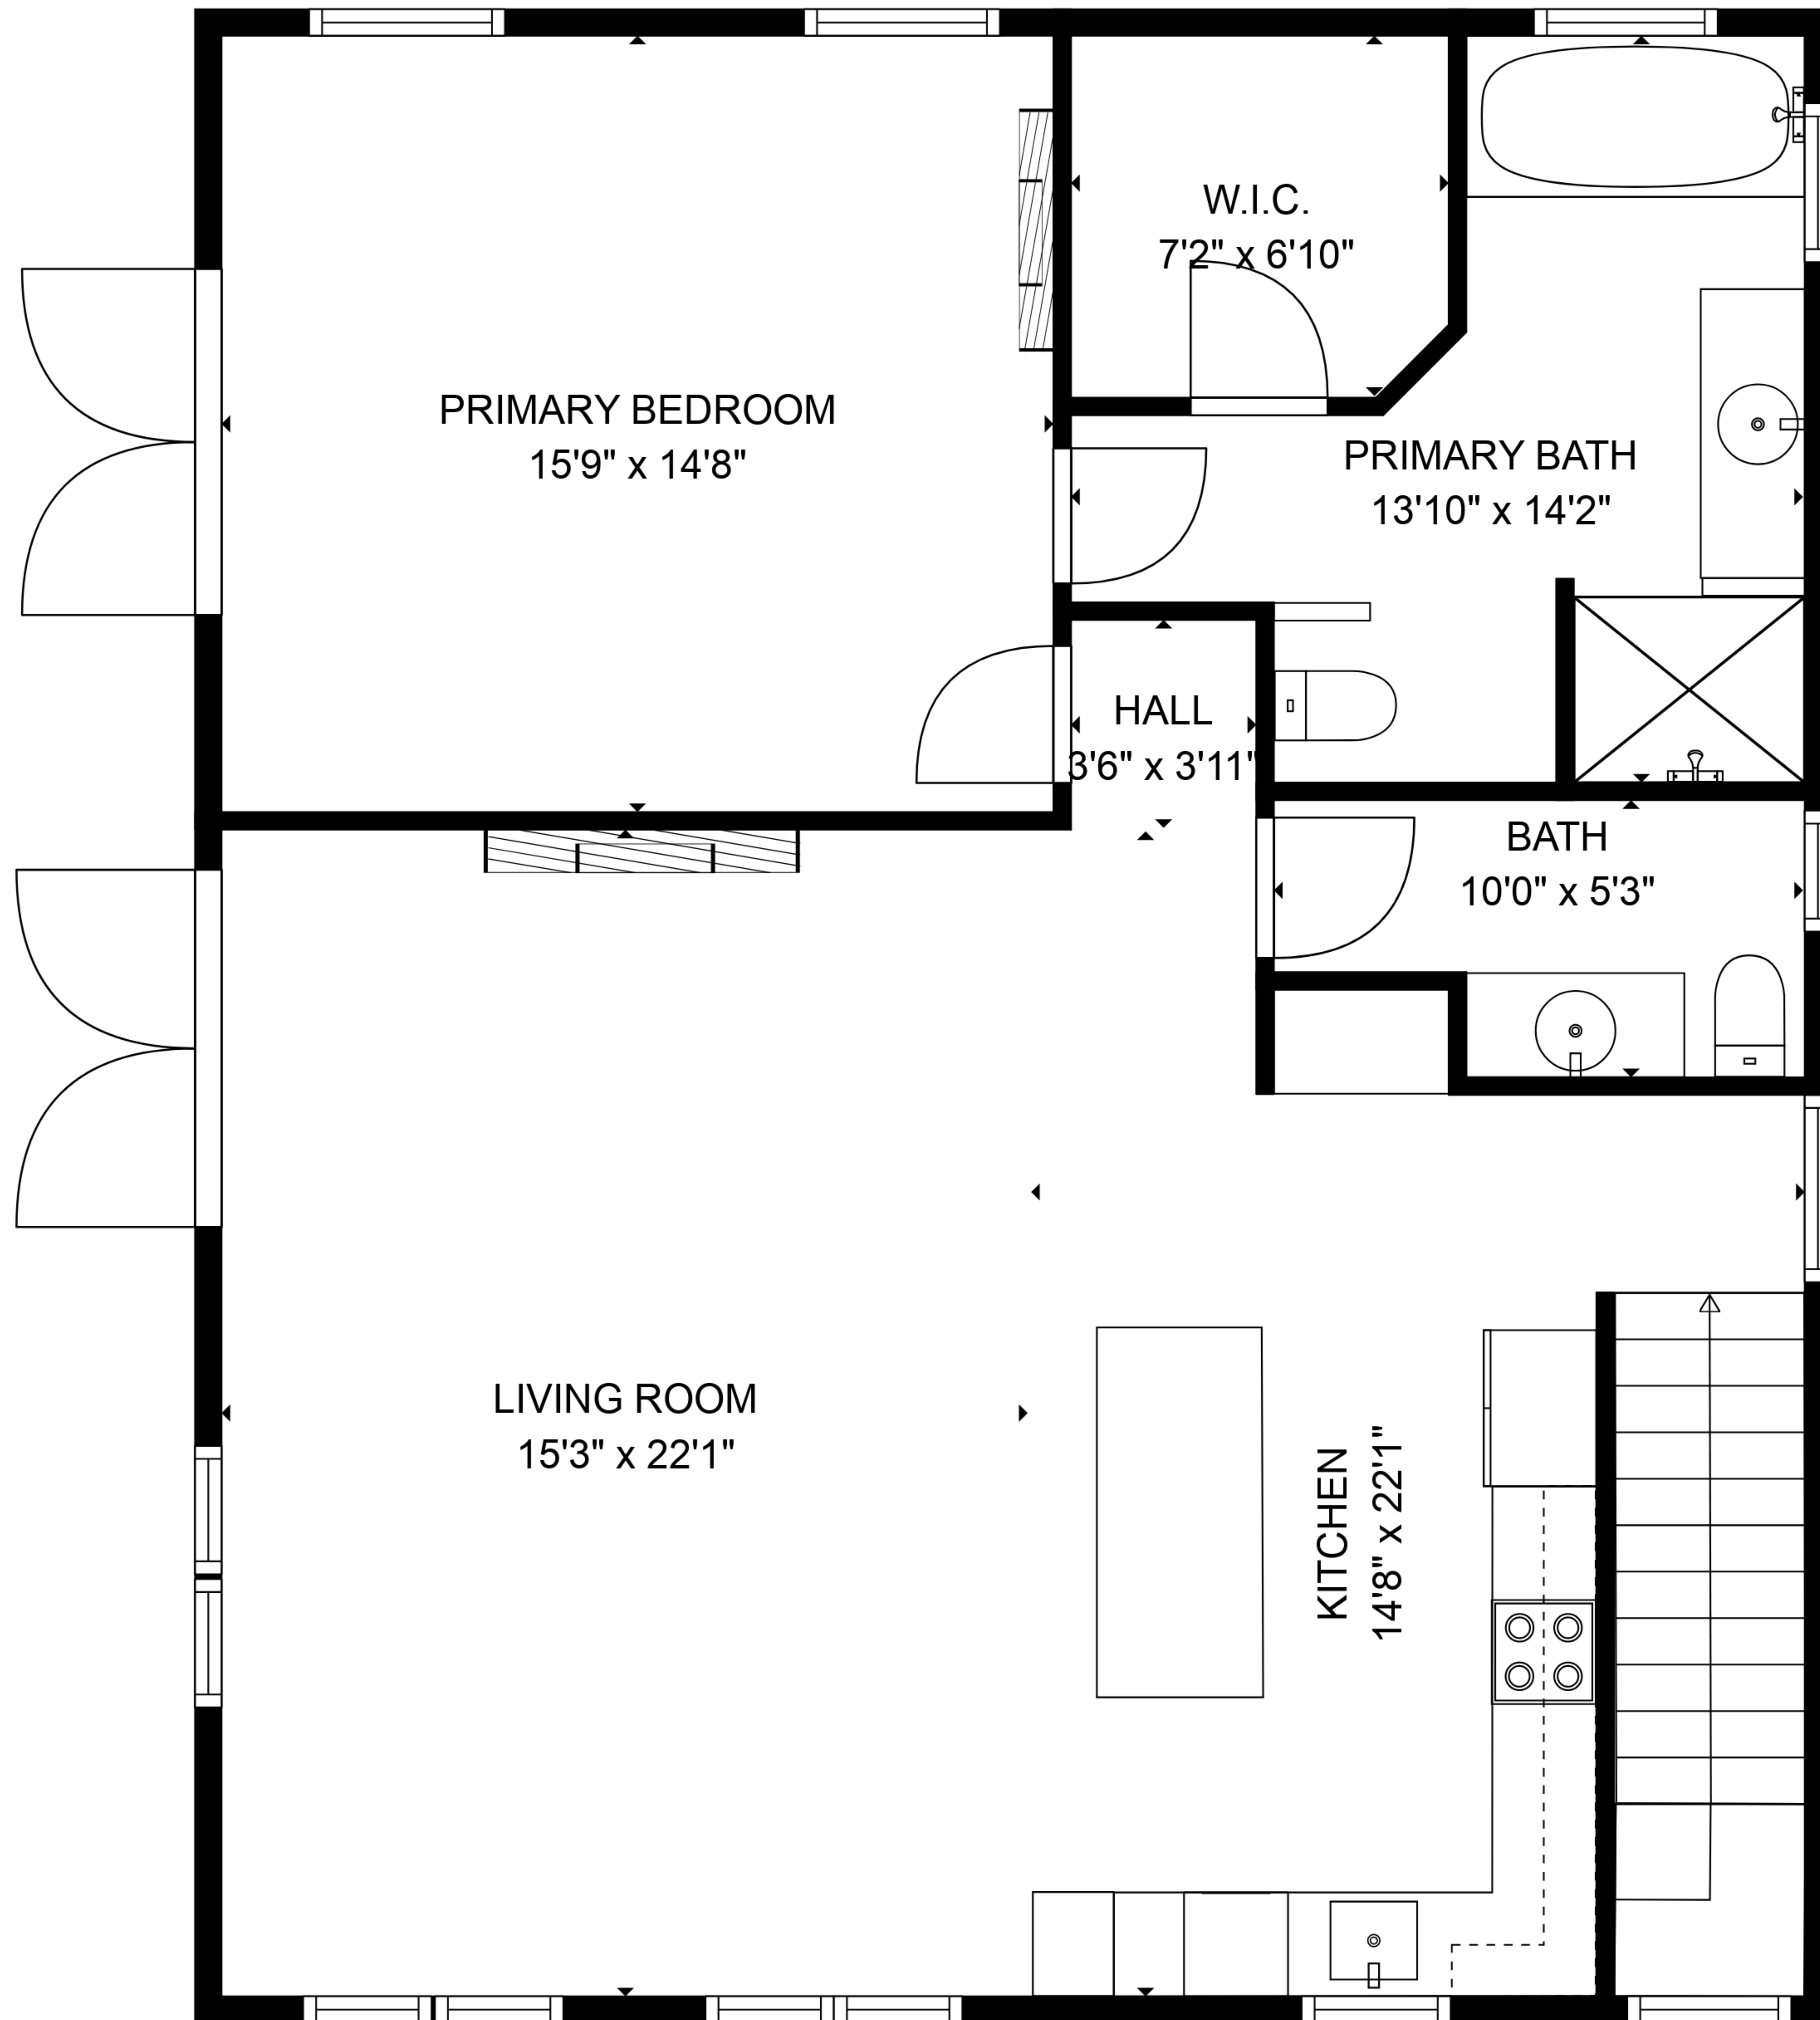 W.I.C.
7'2" x 6'10"
PRIMARY BEDROOM
15'9" x 14'8"
PRIMARY BATH
13'10" x 14'2"
HALL
3'6" x 3'11"
BATH
10'0" x 5'3"
LIVING ROOM
15'3" x 22'1"
KITCHEN
14'8" x 22'1"